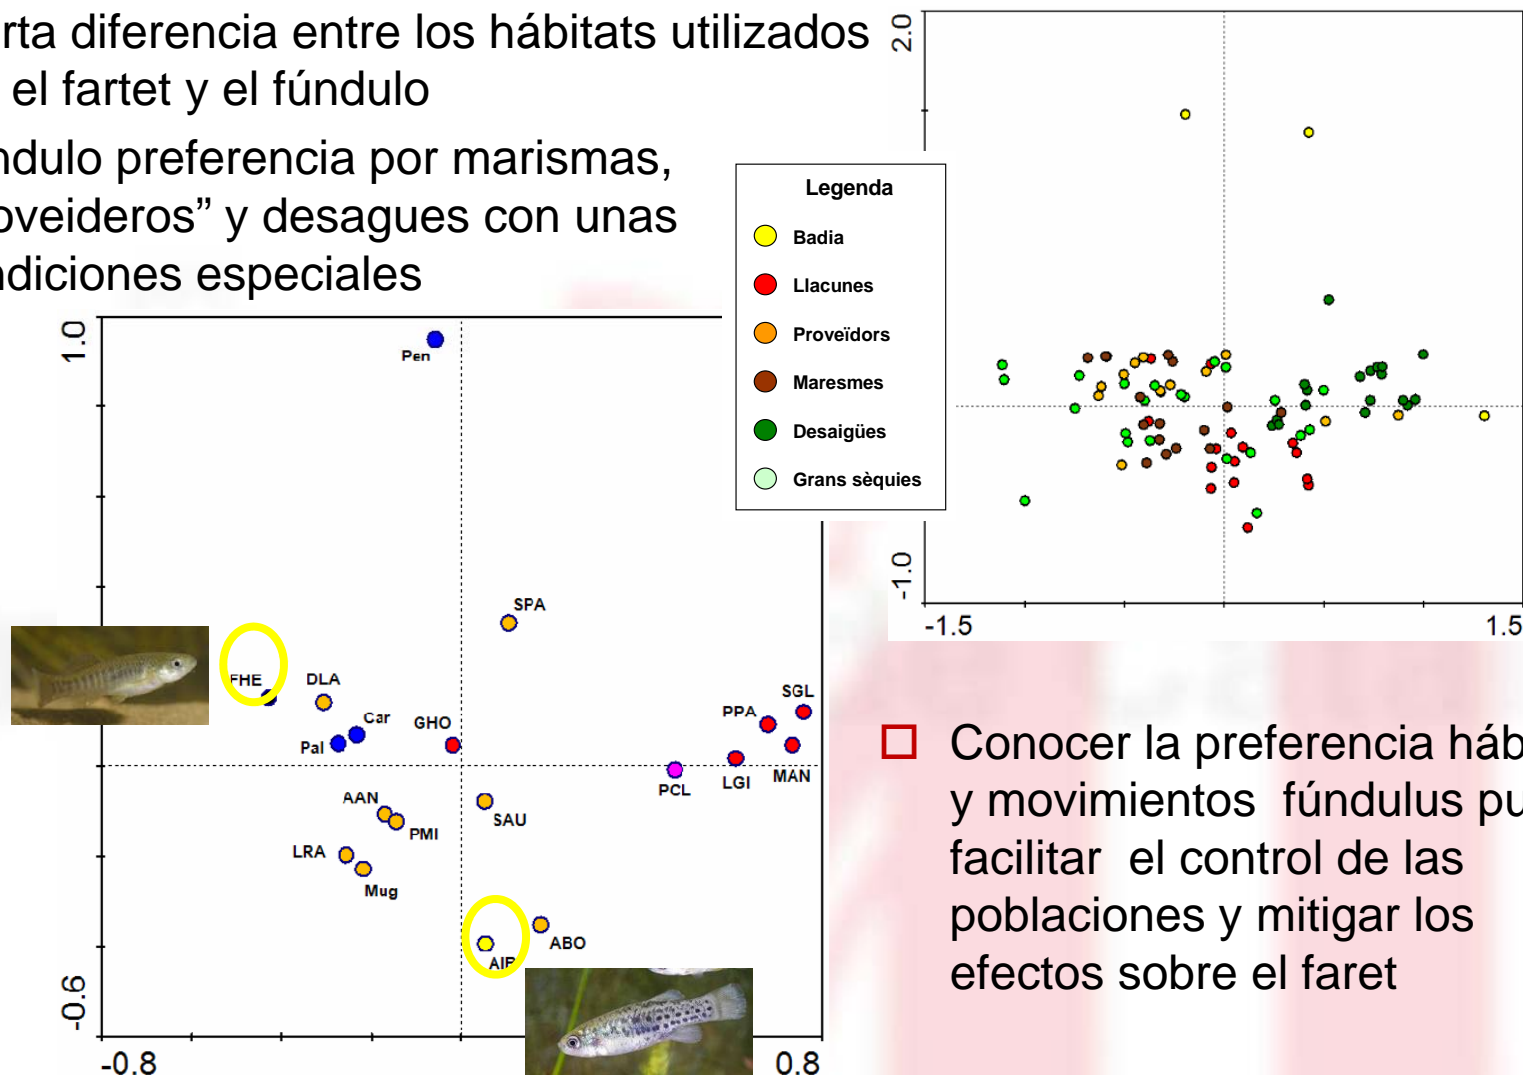 rta diferencia entre los hábitats utilizados
el fartet y el fúndulo
ndulo preferencia por marismas,
oveideros” y desagues con unas
ndiciones especiales
Legenda
Badia
Llacunes
Proveïdors
Maresmes
Desaigües
Grans sèquies
2.0
-1.0
-1.5
1.5
1.0
-0.6
-0.8
0.8
Pen
SPA
FHE
DLA
Car
Pal
GHO
SGL
PPA
MAN
LGI
PCL
AAN
PMI
SAU
LRA
Mug
ABO
AIB
Conocer la preferencia háb
y movimientos fúndulus pu
facilitar el control de las
poblaciones y mitigar los
efectos sobre el faret